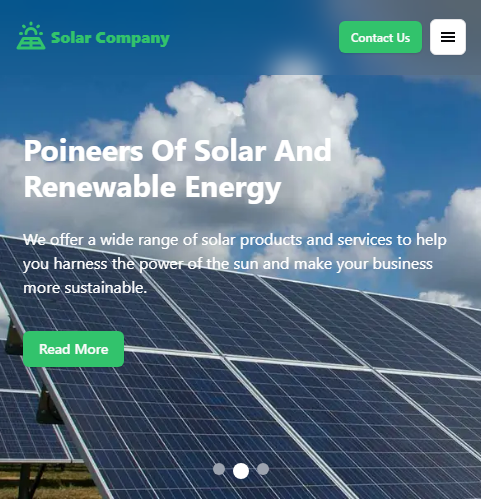 Solar Company
Contact Us
Poineers Of Solar And
Renewable Energy
We offer a wide range of solar products and services to help
you harness the power of the sun and make your business
more sustainable.
Read More